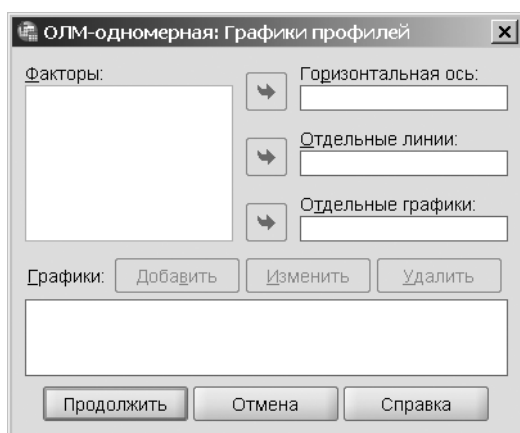 ОЛМ-одномерная: Графики профилей
Факторы:
Горизонтальная ось:
Отдельные линии:
Отдельные графики:
Графики: Добавить Изменить Удалить
Продолжить Отмена Справка